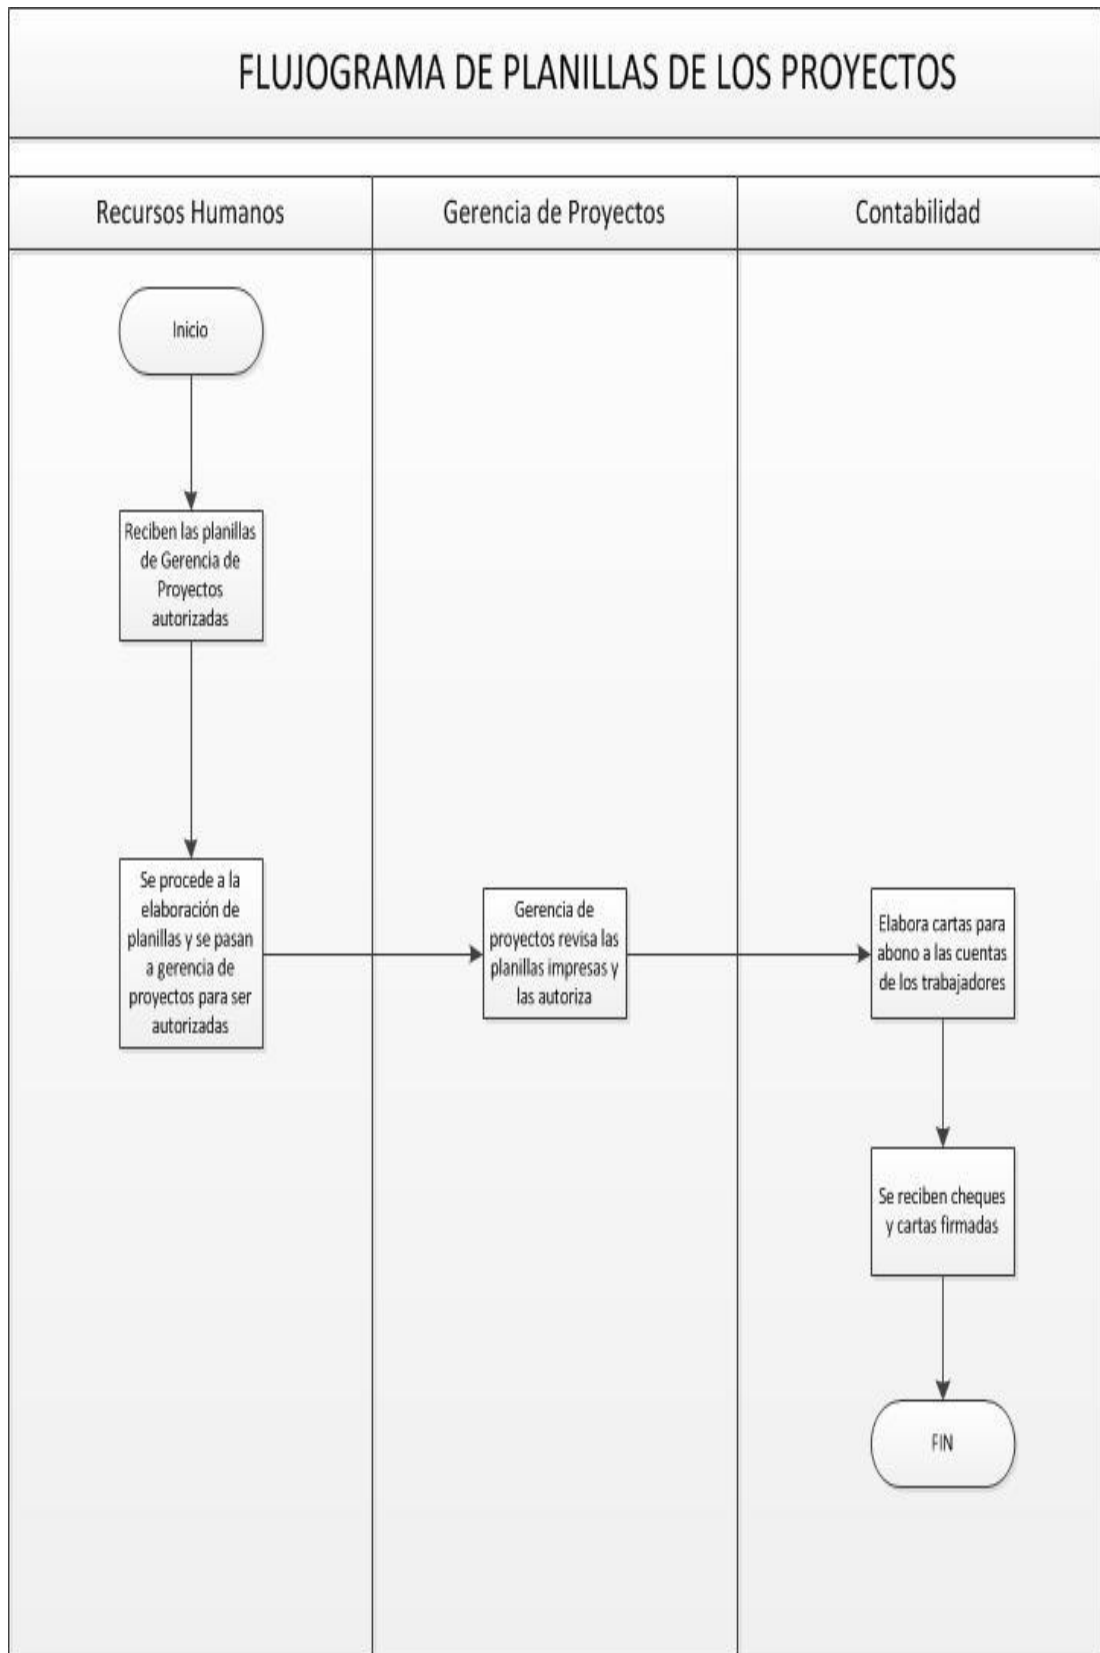 FLUJOGRAMA DE PLANILLAS DE LOS PROYECTOS
Recursos Humanos
Gerencia de Proyectos
Contabilidad
Inicio
Reciben las planillas
de Gerencia de
Proyectos
autorizadas
Se procede a la
elaboración de
planillas y se pasan
a gerencia de
proyectos para ser
autorizadas
Gerencia de
proyectos revisa las
planillas impresas y
las autoriza
Elabora cartas para
abono a las cuentas
de los trabajadores
Se reciben cheques
y cartas firmadas
FIN